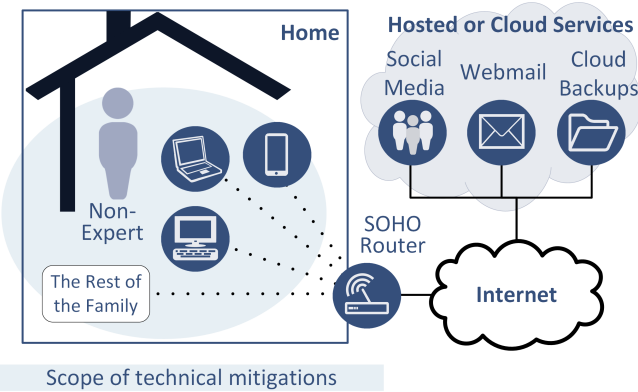 Home
Hosted or Cloud Services
Social
Media
Webmail
Cloud
Backups
Non-
Expert
SOHO
Router
The Rest of
the Family
Internet
Scope of technical mitigations